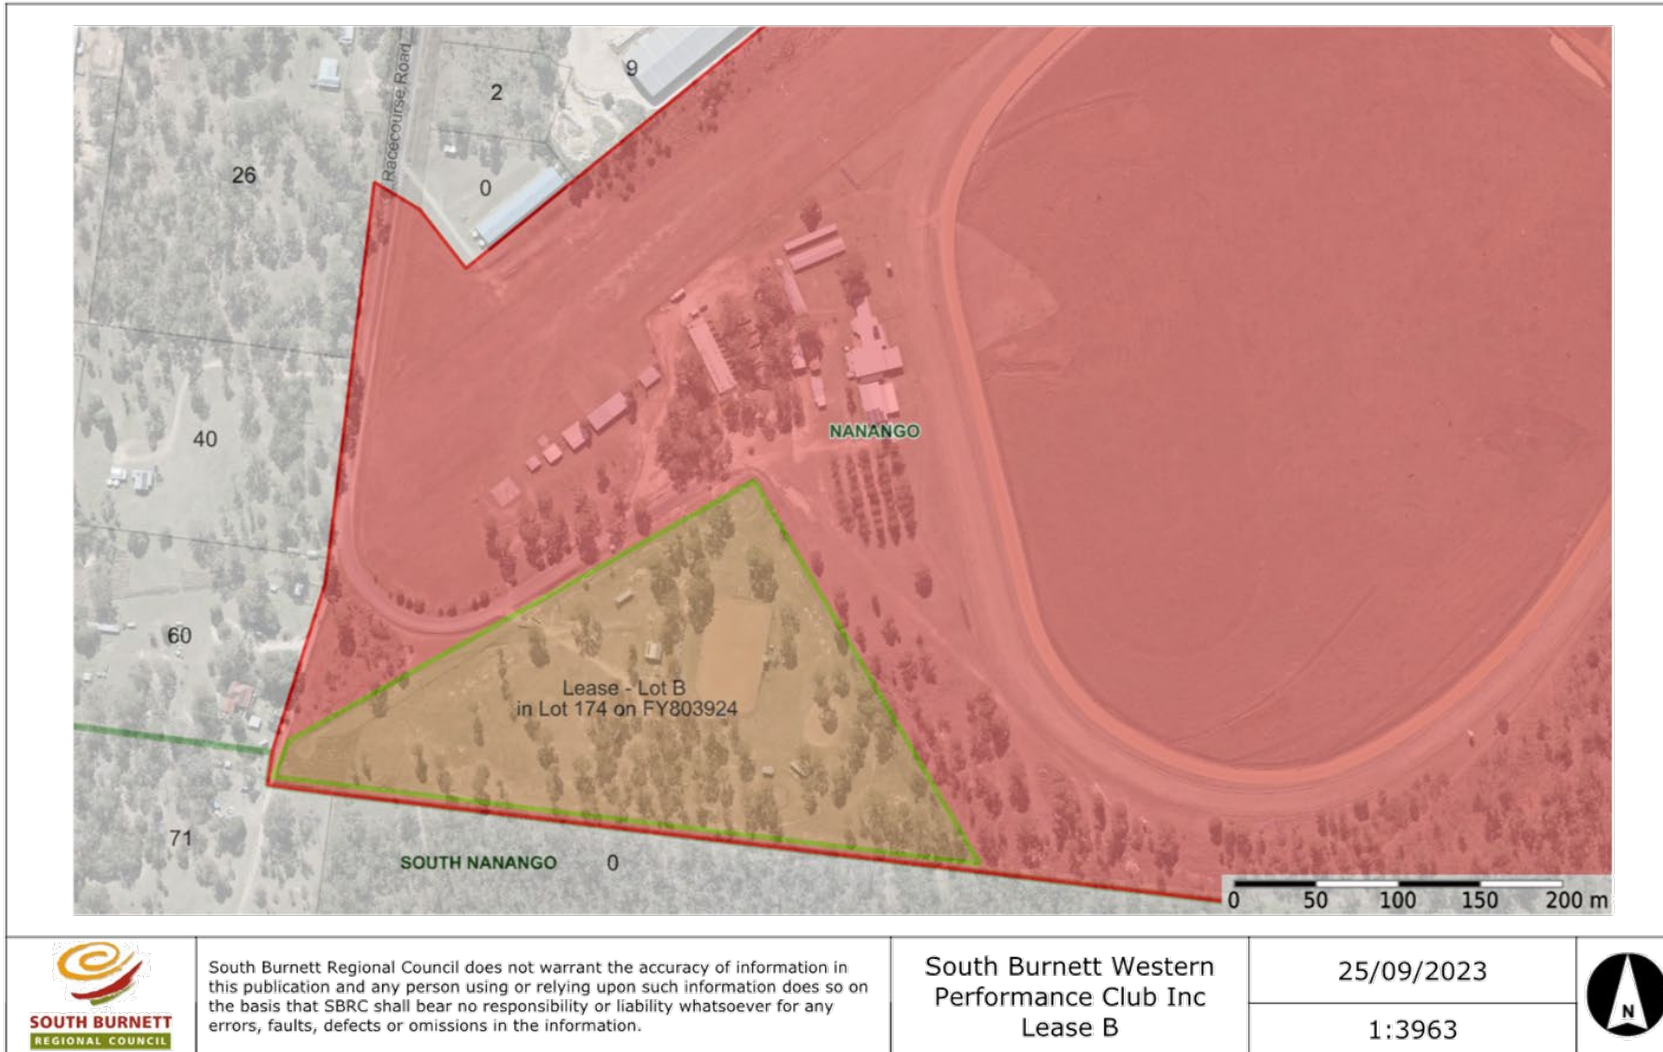 9
2
Racecourse Road
26
0
40
NANANGO
60
Lease - Lot B
in Lot 174 on FY803924
71
SOUTH NANANGO
0
0 50 100 150 200 m
SOUTH BURNETT
REGIONAL COUNCIL
South Burnett Regional Council does not warrant the accuracy of information in
this publication and any person using or relying upon such information does so on
the basis that SBRC shall bear no responsibility or liability whatsoever for any
errors, faults, defects or omissions in the information.
South Burnett Western
Performance Club Inc
Lease B
25/09/2023
1:3963
N